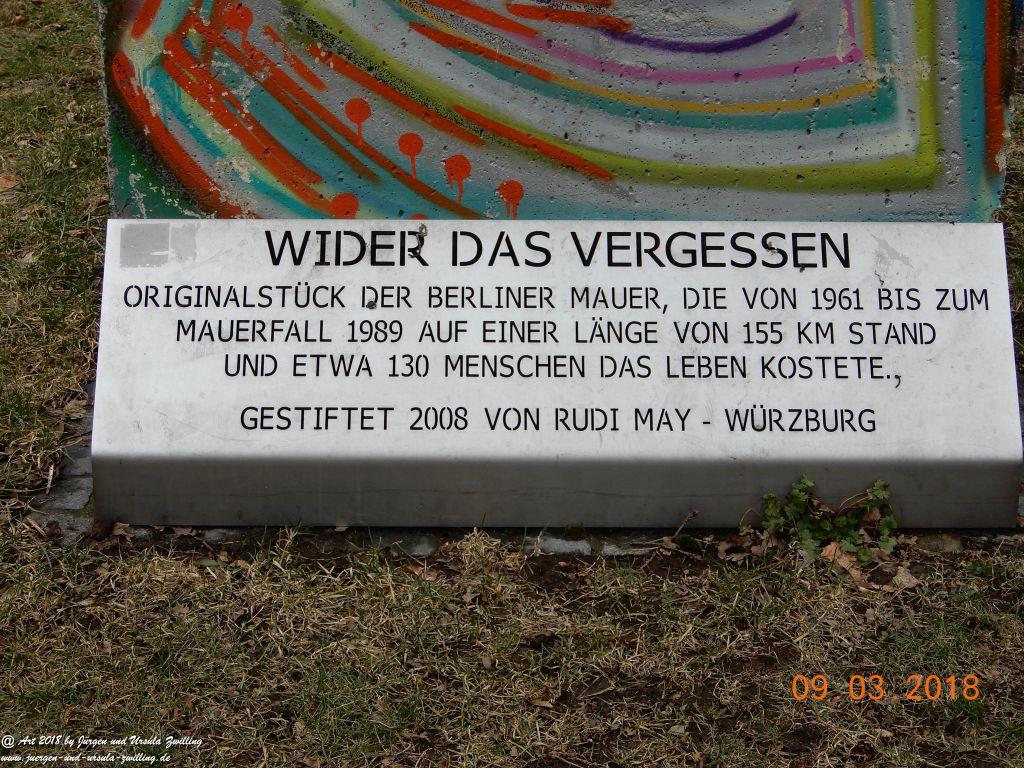 WIDER DAS VERGESSEN
ORIGINALSTÜCK DER BERLINER MAUER, DIE VON 1961 BIS ZUM
MAUERFALL 1989 AUF EINER LÄNGE VON 155 KM STAND
UND ETWA 130 MENSCHEN DAS LEBEN KOSTETE.,
GESTIFTET 2008 VON RUDI MAY - WÜRZBURG
09.03.2018
@ Art 2018 by Jürgen und Ursula Zwilling
www.juergen-und-ursula-zwilling.de